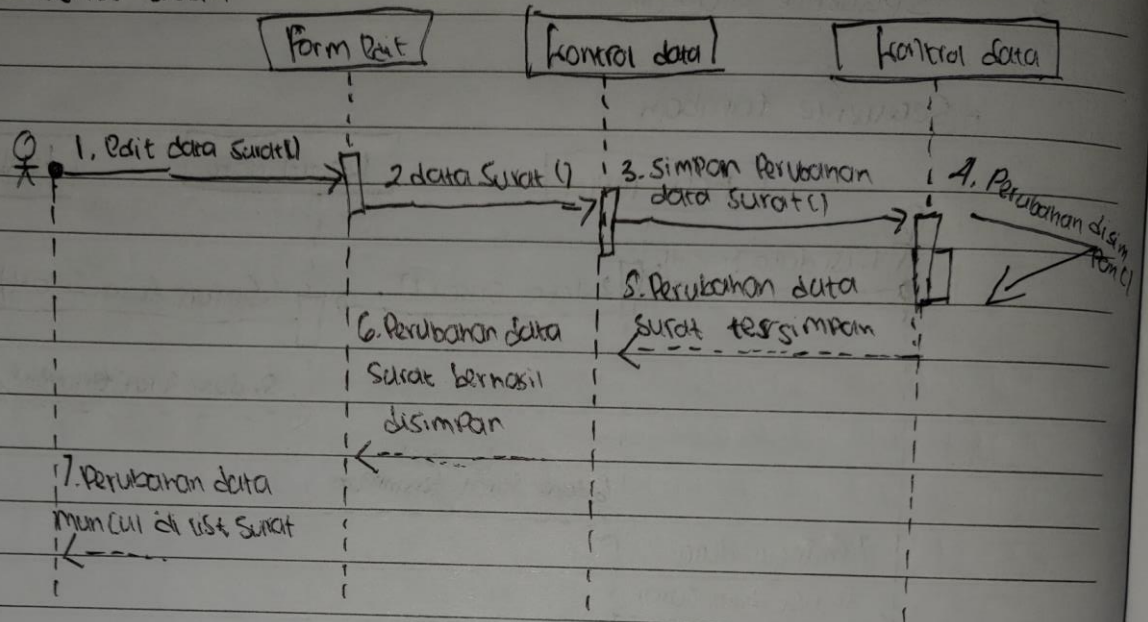 Form Edit
kontrol data
kontrol data
1. Edit data surat()
2 data surat ()
3. simpan Perubahan
data surat()
4. Perubahan disim
Pan()
5. Perubahan data
surat tersimpan
6. Perubahan data
surat berhasil
disimpan
7. Perubahan data
muncul di list surat